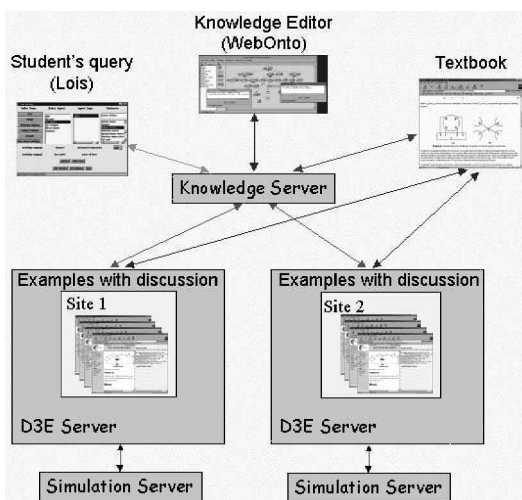 Knowledge Editor
(WebOnto)
Student's query
(Lois)
Textbook
Knowledge Server
Examples with discussion
Site 1
D3E Server
Examples with discussion
Site 2
D3E Server
Simulation Server
Simulation Server